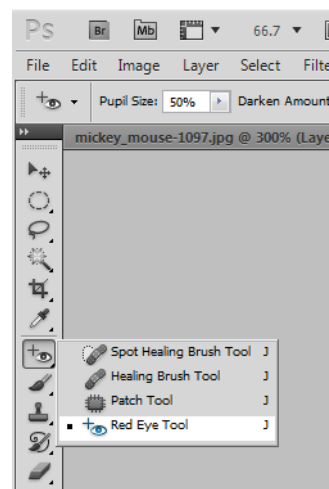 Ps Br Mb 66.7
File Edit Image Layer Select Filte
Pupil Size: 50% Darken Amount
mickey_mouse-1097.jpg @ 300% (Laye
Spot Healing Brush Tool J
Healing Brush Tool J
Patch Tool J
Red Eye Tool J